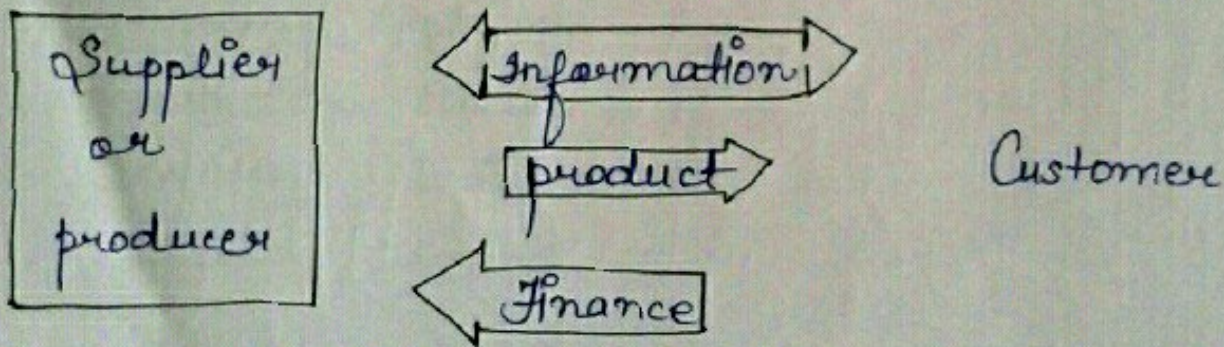 Supplier
or
producer
Information
product
Finance
Customer